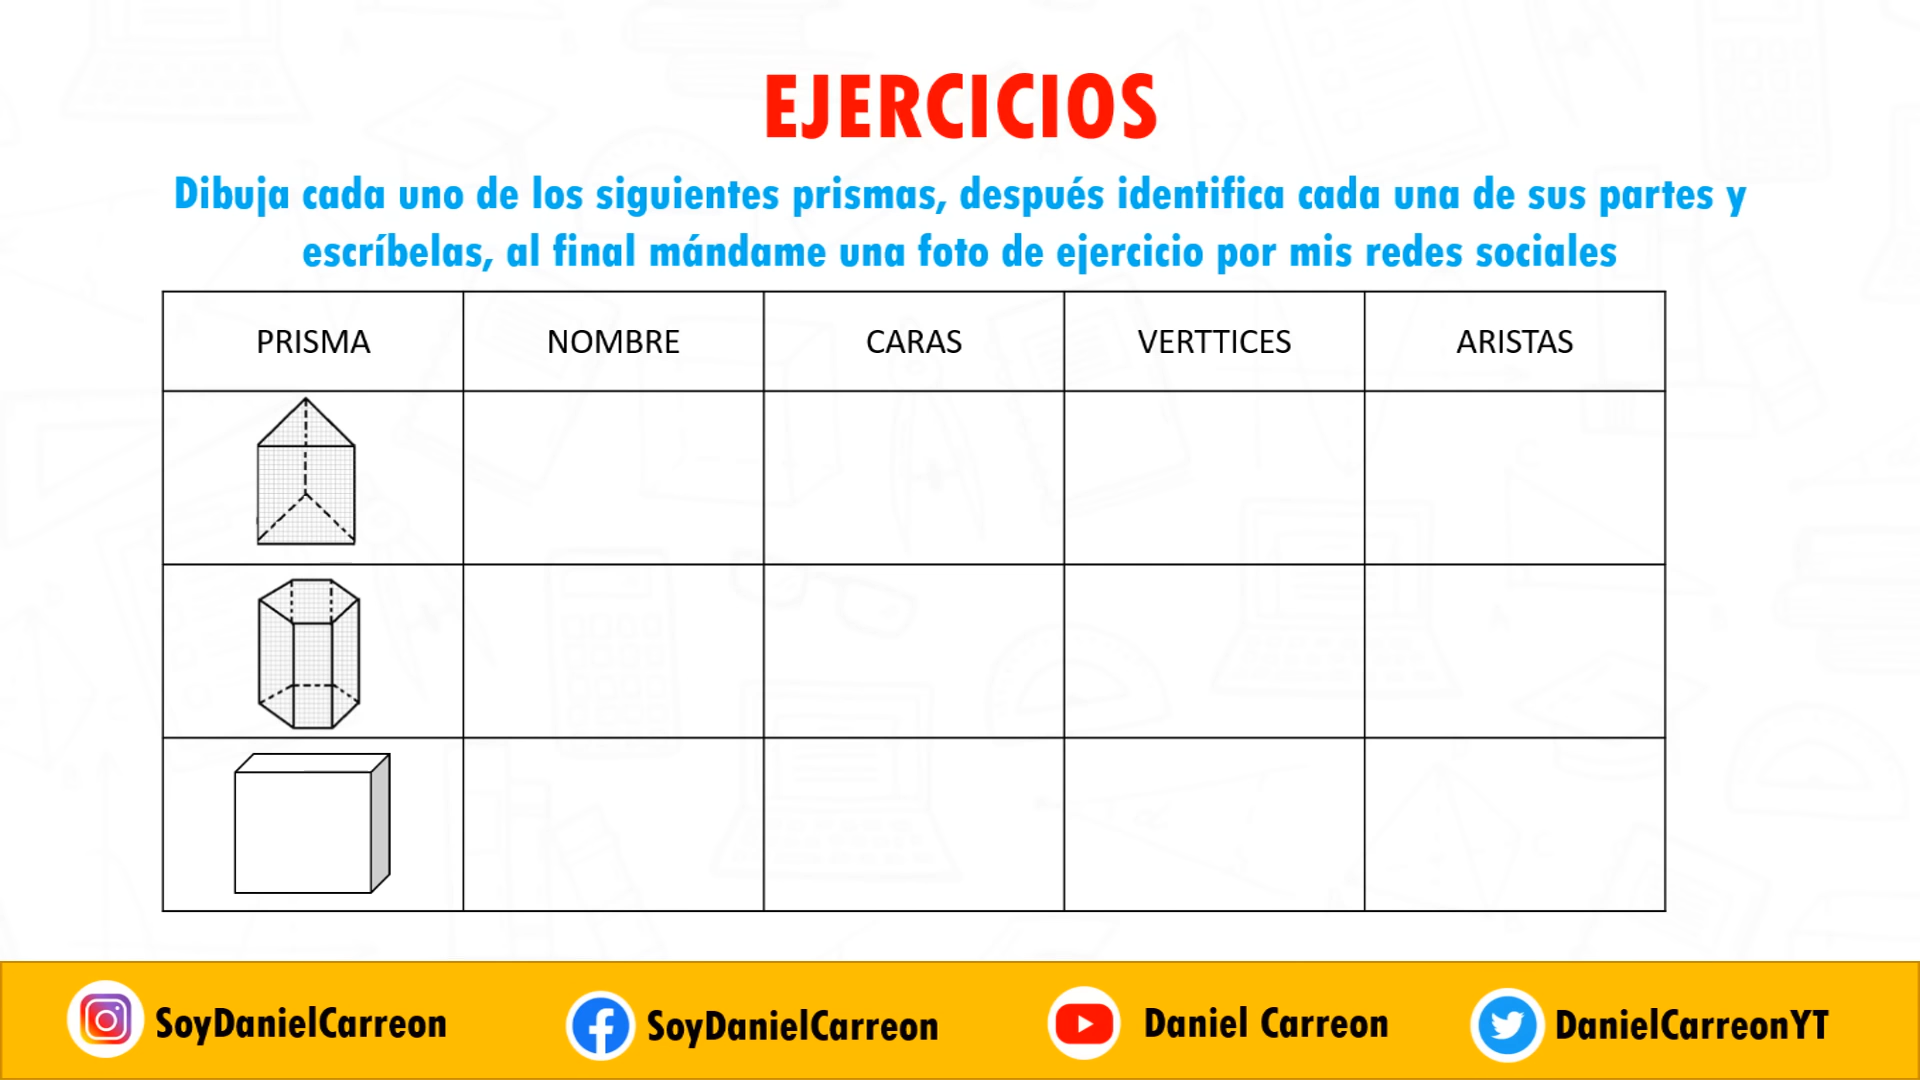 EJERCICIOS
Dibuja cada uno de los siguientes prismas, después identifica cada una de sus partes y
escríbelas, al final mándame una foto de ejercicio por mis redes sociales
PRISMA NOMBRE CARAS VERTTICES ARISTAS
SoyDanielCarreon SoyDanielCarreon Daniel Carreon DanielCarreonYT